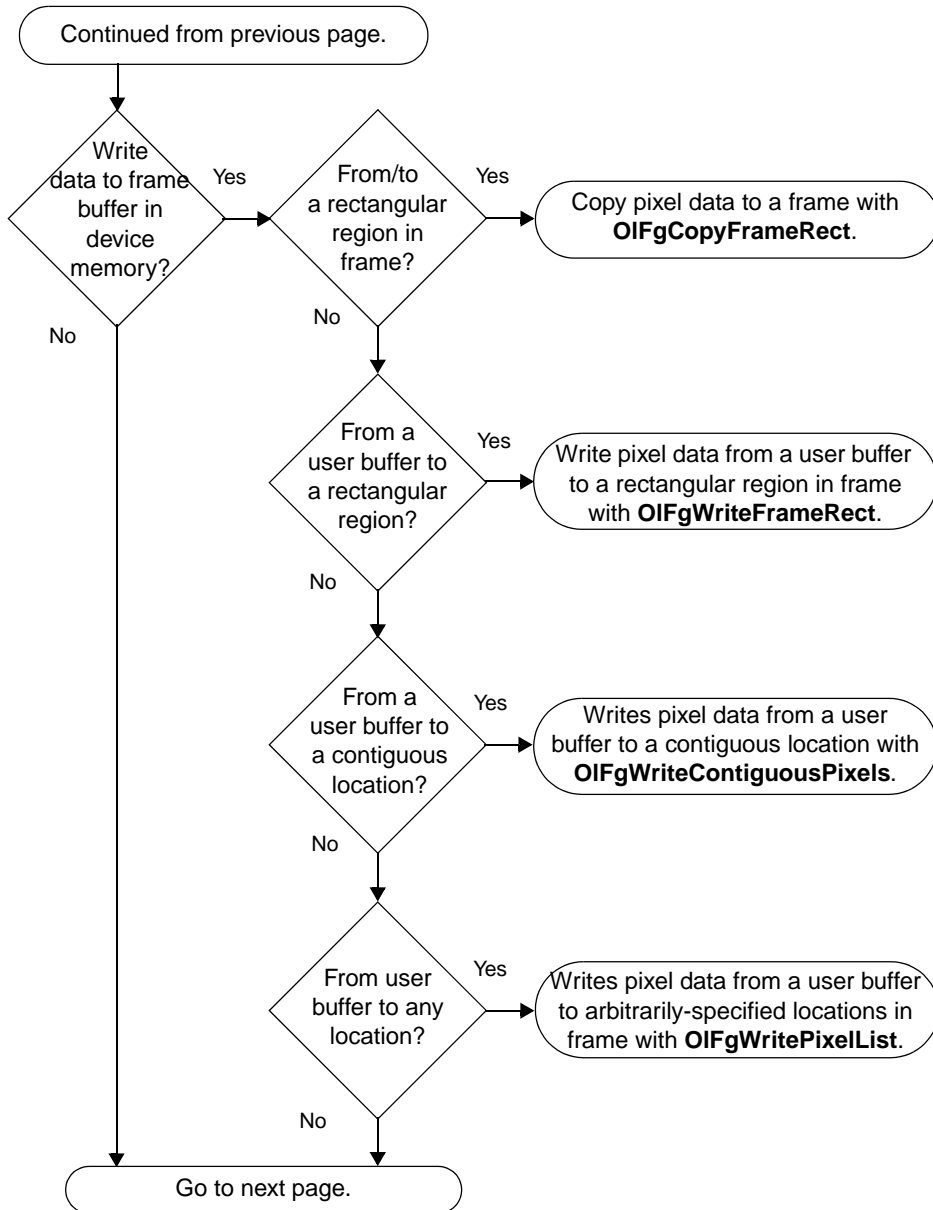 Continued from previous page.
Write
data to frame
buffer in
device
memory?
Yes
No
From/to
a rectangular
region in
frame?
Yes
Copy pixel data to a frame with
OlFgCopyFrameRect.
No
From a
user buffer to
a rectangular
region?
Yes
Write pixel data from a user buffer
to a rectangular region in frame
with OlFgWriteFrameRect.
No
From a
user buffer to
a contiguous
location?
Yes
Writes pixel data from a user
buffer to a contiguous location with
OlFgWriteContiguousPixels.
No
From user
buffer to any
location?
Yes
Writes pixel data from a user buffer
to arbitrarily-specified locations in
frame with OlFgWritePixelList.
No
Go to next page.